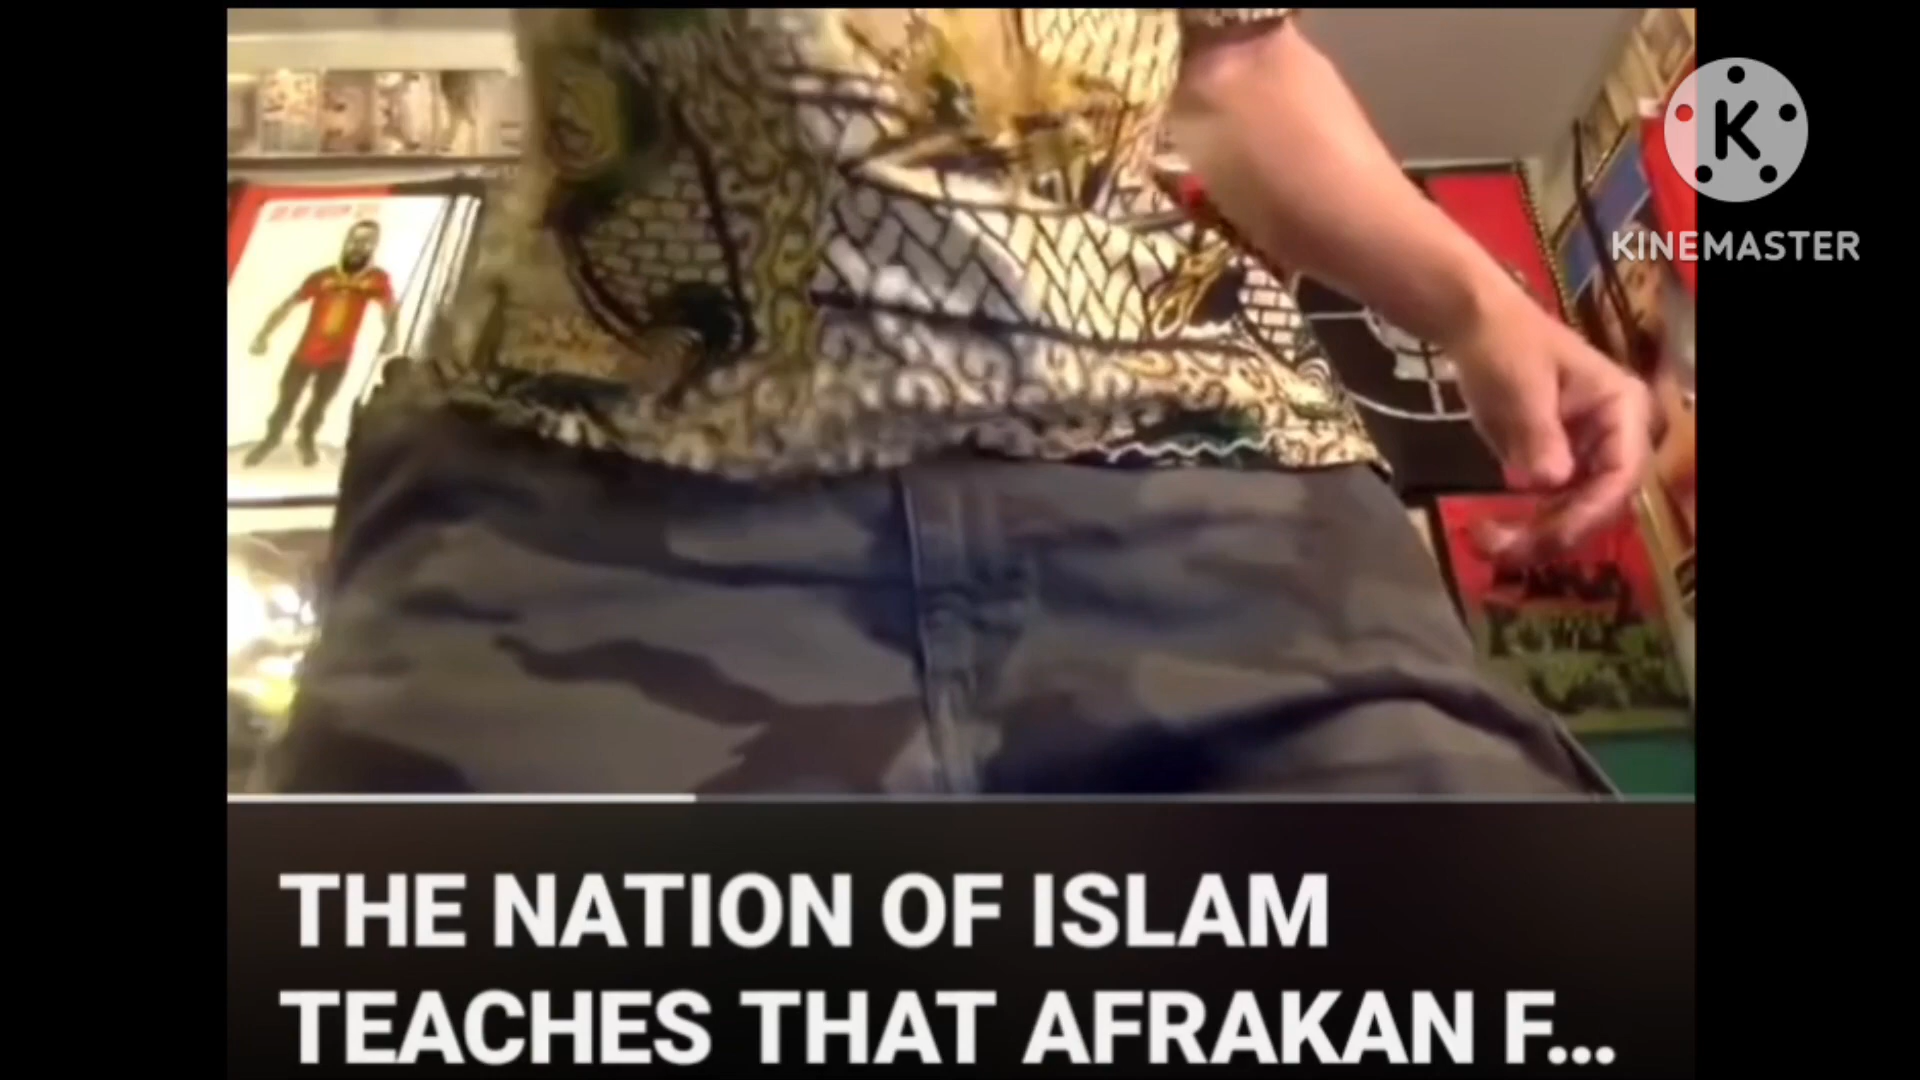 K
KINEMASTER
THE NATION OF ISLAM
TEACHES THAT AFRAKAN F...